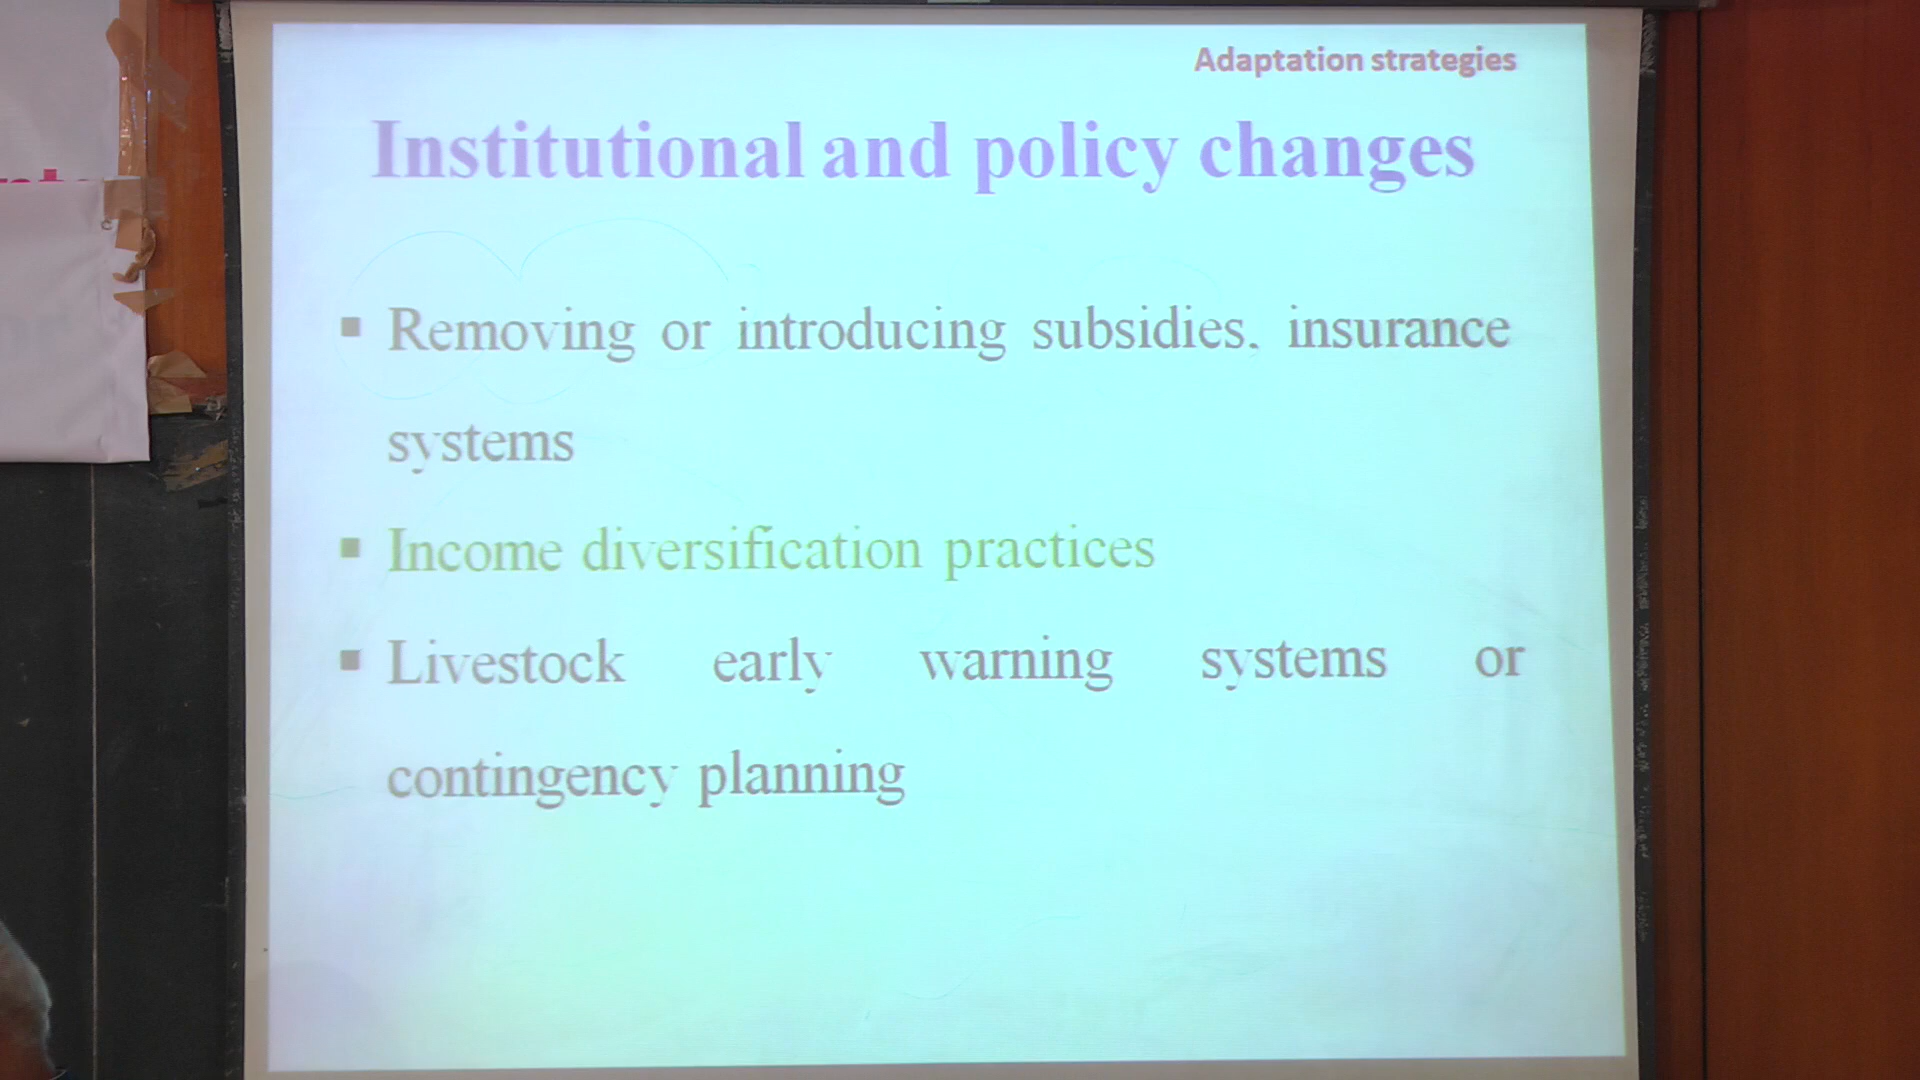 Adaptation strategies
Institutional and policy changes
▪ Removing or introducing subsidies, insurance
systems
▪ Income diversification practices
▪ Livestock early warning systems or
contingency planning